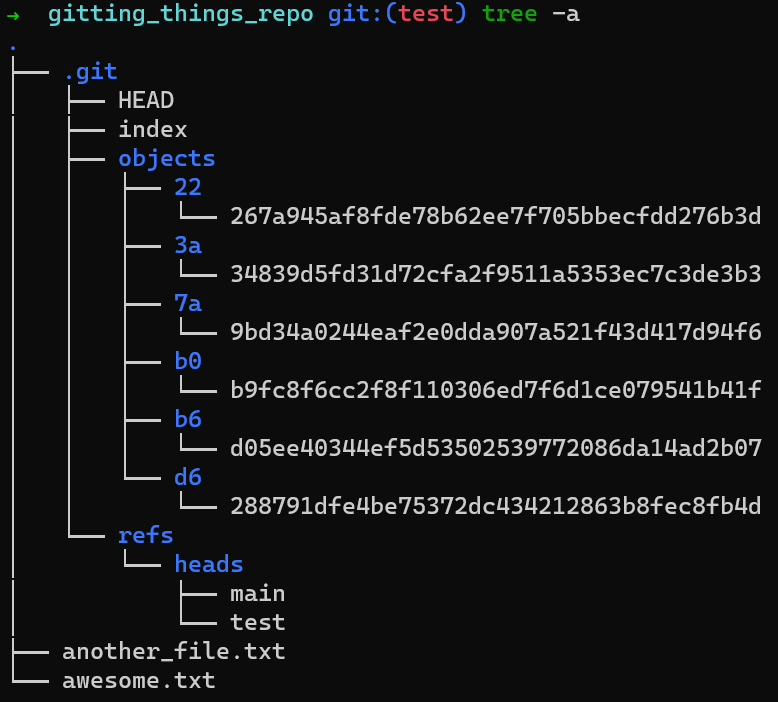 → gitting_things_repo git:(test) tree -a
.
├── .git
│   ├── HEAD
│   ├── index
│   ├── objects
│   │   ├── 22
│   │   │   └── 267a945af8fde78b62ee7f705bbecfdd276b3d
│   │   ├── 3a
│   │   │   └── 34839d5fd31d72cfa2f9511a5353ec7c3de3b3
│   │   ├── 7a
│   │   │   └── 9bd34a0244eaf2e0dda907a521f43d417d94f6
│   │   ├── b0
│   │   │   └── b9fc8f6cc2f8f110306ed7f6d1ce079541b41f
│   │   ├── b6
│   │   │   └── d05ee40344ef5d53502539772086da14ad2b07
│   │   └── d6
│   │       └── 288791dfe4be75372dc434212863b8fec8fb4d
│   └── refs
│       └── heads
│           ├── main
│           └── test
├── another_file.txt
└── awesome.txt